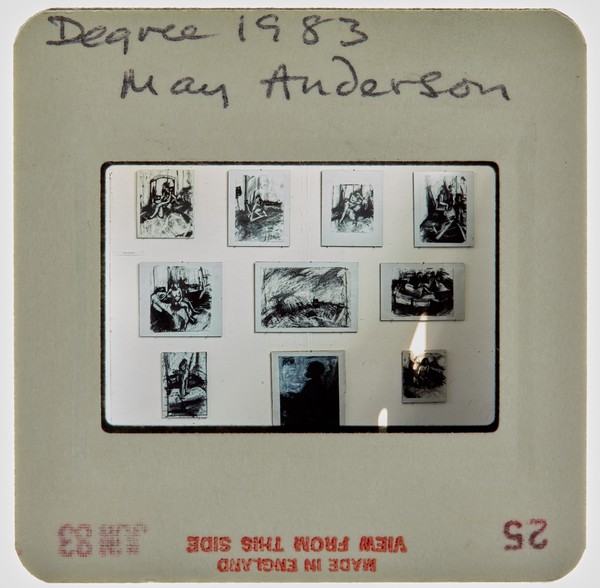 Degree 1983
May Anderson
25
VIEW FROM THIS SIDE
MADE IN ENGLAND
JUN 83